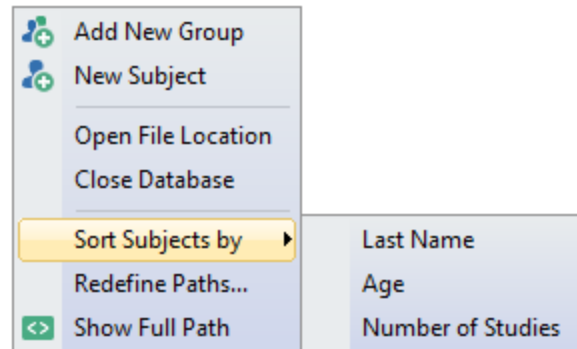 Add New Group
New Subject
Open File Location
Close Database
Sort Subjects by
Last Name
Redefine Paths...
Age
Show Full Path
Number of Studies